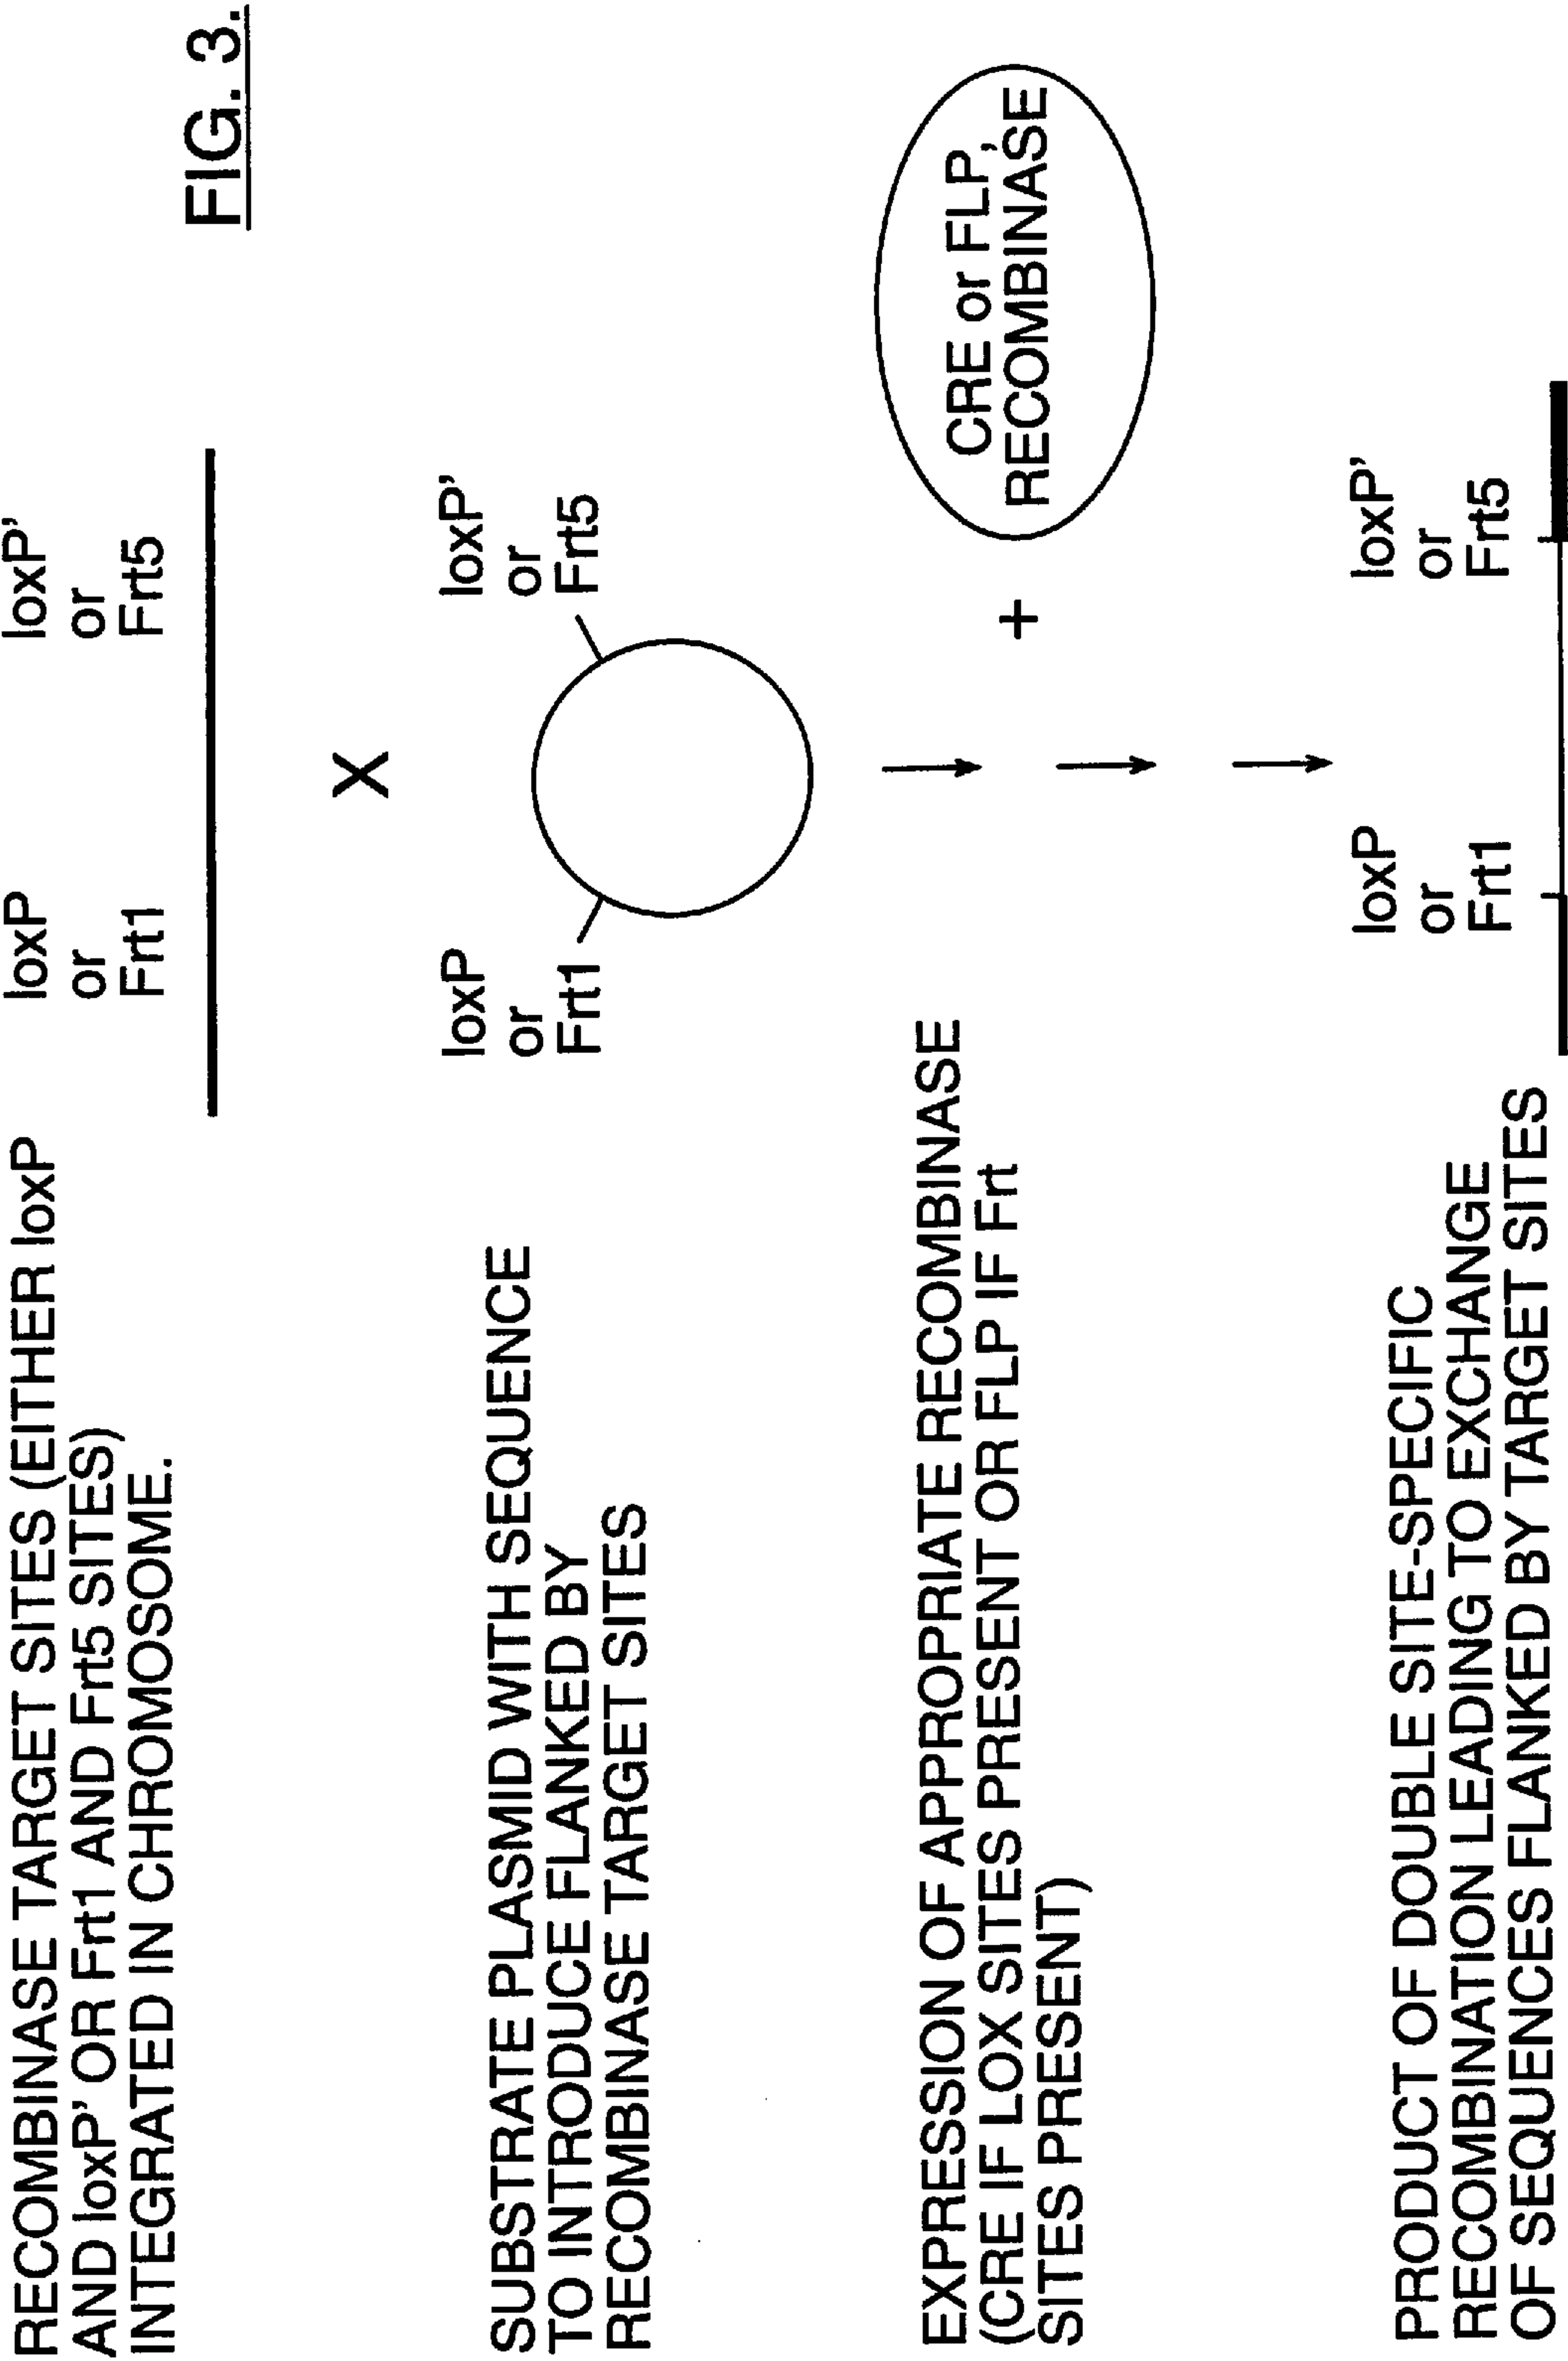 FIG. 3.
RECOMBINASE TARGET SITES (EITHER loxP
AND loxP' OR Frt1 AND Frt5 SITES)
INTEGRATED IN CHROMOSOME.
loxP
or
Frt1
loxP'
or
Frt5
X
SUBSTRATE PLASMID WITH SEQUENCE
TO INTRODUCE FLANKED BY
RECOMBINASE TARGET SITES
loxP
or
Frt1
loxP'
or
Frt5
EXPRESSION OF APPROPRIATE RECOMBINASE
(CRE IF LOX SITES PRESENT OR FLP IF Frt
SITES PRESENT)
+
CRE or FLP,
RECOMBINASE
PRODUCT OF DOUBLE SITE-SPECIFIC
RECOMBINATION LEADING TO EXCHANGE
OF SEQUENCES FLANKED BY TARGET SITES
loxP
or
Frt1
loxP'
or
Frt5